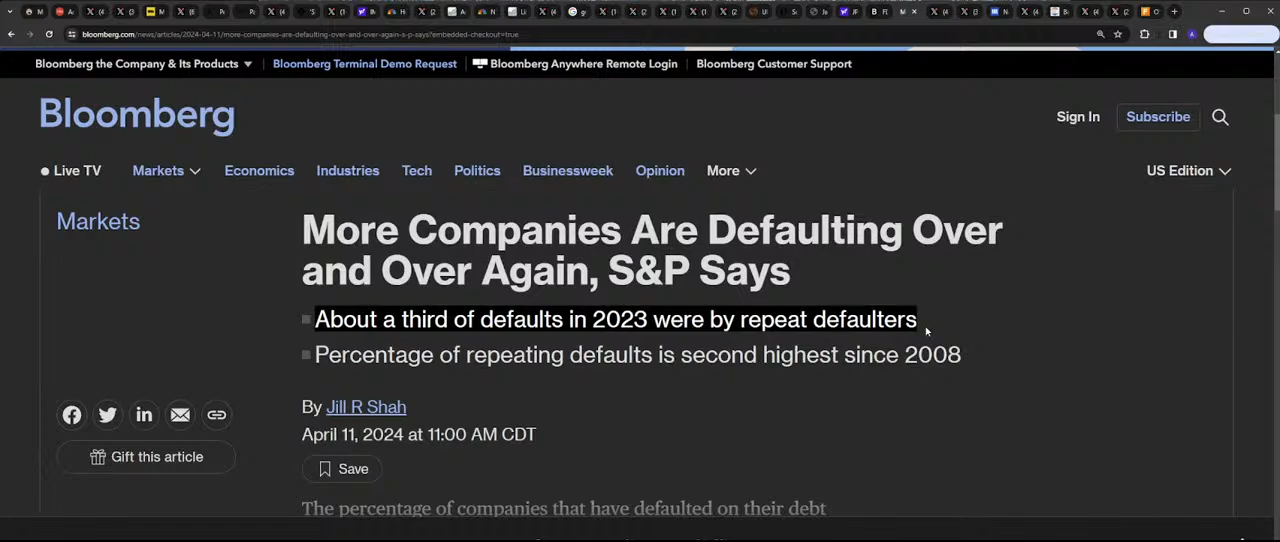 bloomberg.com/news/articles/2024-04-11/more-companies-are-defaulting-over-and-over-again-s-p-says?embedded-checkout=true
Bloomberg the Company & Its Products Bloomberg Terminal Demo Request Bloomberg Anywhere Remote Login Bloomberg Customer Support
Bloomberg
Sign In Subscribe
Live TV Markets Economics Industries Tech Politics Businessweek Opinion More US Edition
Markets
More Companies Are Defaulting Over
and Over Again, S&P Says
About a third of defaults in 2023 were by repeat defaulters
Percentage of repeating defaults is second highest since 2008
By Jill R Shah
April 11, 2024 at 11:00 AM CDT
Gift this article
Save
The percentage of companies that have defaulted on their debt